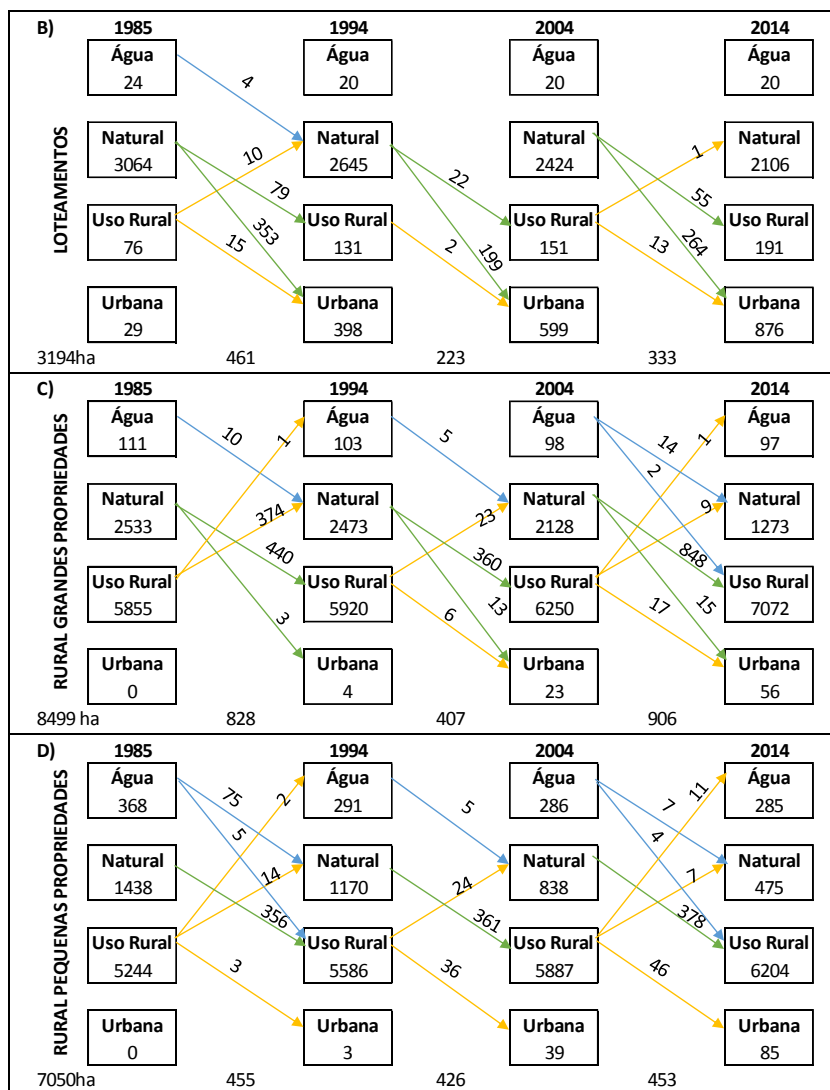 B) 1985 1994 2004 2014
LOTEAMENTOS
Água Água Água Água
24 20 20 20
4
Natural Natural Natural Natural
3064 2645 2424 2106
10 22 1
79 55
Uso Rural Uso Rural Uso Rural Uso Rural
76 131 151 191
353 199 264
15 2 13
Urbana Urbana Urbana Urbana
29 398 599 876
3194ha 461 223 333
C) 1985 1994 2004 2014
RURAL GRANDES PROPRIEDADES
Água Água Água Água
111 103 98 97
10 1 5 14 1
2
Natural Natural Natural Natural
2533 2473 2128 1273
374 23 9
440 360 848
Uso Rural Uso Rural Uso Rural Uso Rural
5855 5920 6250 7072
3 13 15
6 17
Urbana Urbana Urbana Urbana
0 4 23 56
8499 ha 828 407 906
D) 1985 1994 2004 2014
RURAL PEQUENAS PROPRIEDADES
Água Água Água Água
368 291 286 285
75 2 5 7 11
5 4
Natural Natural Natural Natural
1438 1170 838 475
14 24 7
356 361 378
Uso Rural Uso Rural Uso Rural Uso Rural
5244 5586 5887 6204
3 36 46
Urbana Urbana Urbana Urbana
0 3 39 85
7050ha 455 426 453